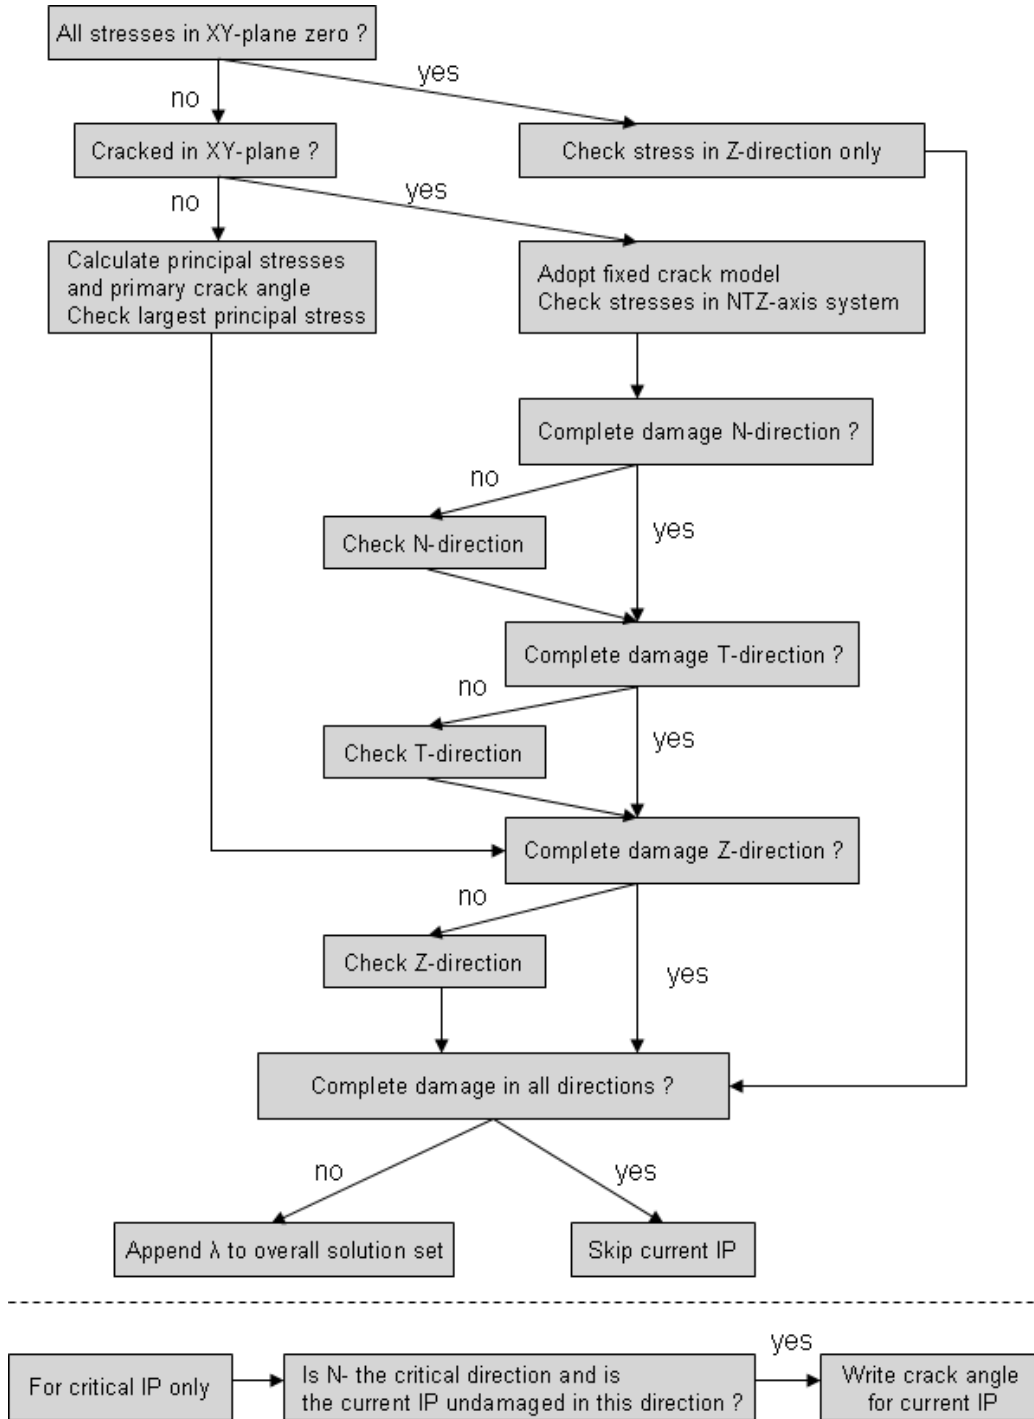 All stresses in XY-plane zero ?
yes
no
Cracked in XY-plane ?
Check stress in Z-direction only
yes
no
Calculate principal stresses
and primary crack angle
Check largest principal stress
Adopt fixed crack model
Check stresses in NTZ-axis system
Complete damage N-direction ?
no
yes
Check N-direction
Complete damage T-direction ?
no
yes
Check T-direction
Complete damage Z-direction ?
no
Check Z-direction
yes
Complete damage in all directions ?
no
yes
Append λ to overall solution set
Skip current IP
yes
For critical IP only
Is N- the critical direction and is
the current IP undamaged in this direction ?
Write crack angle
for current IP